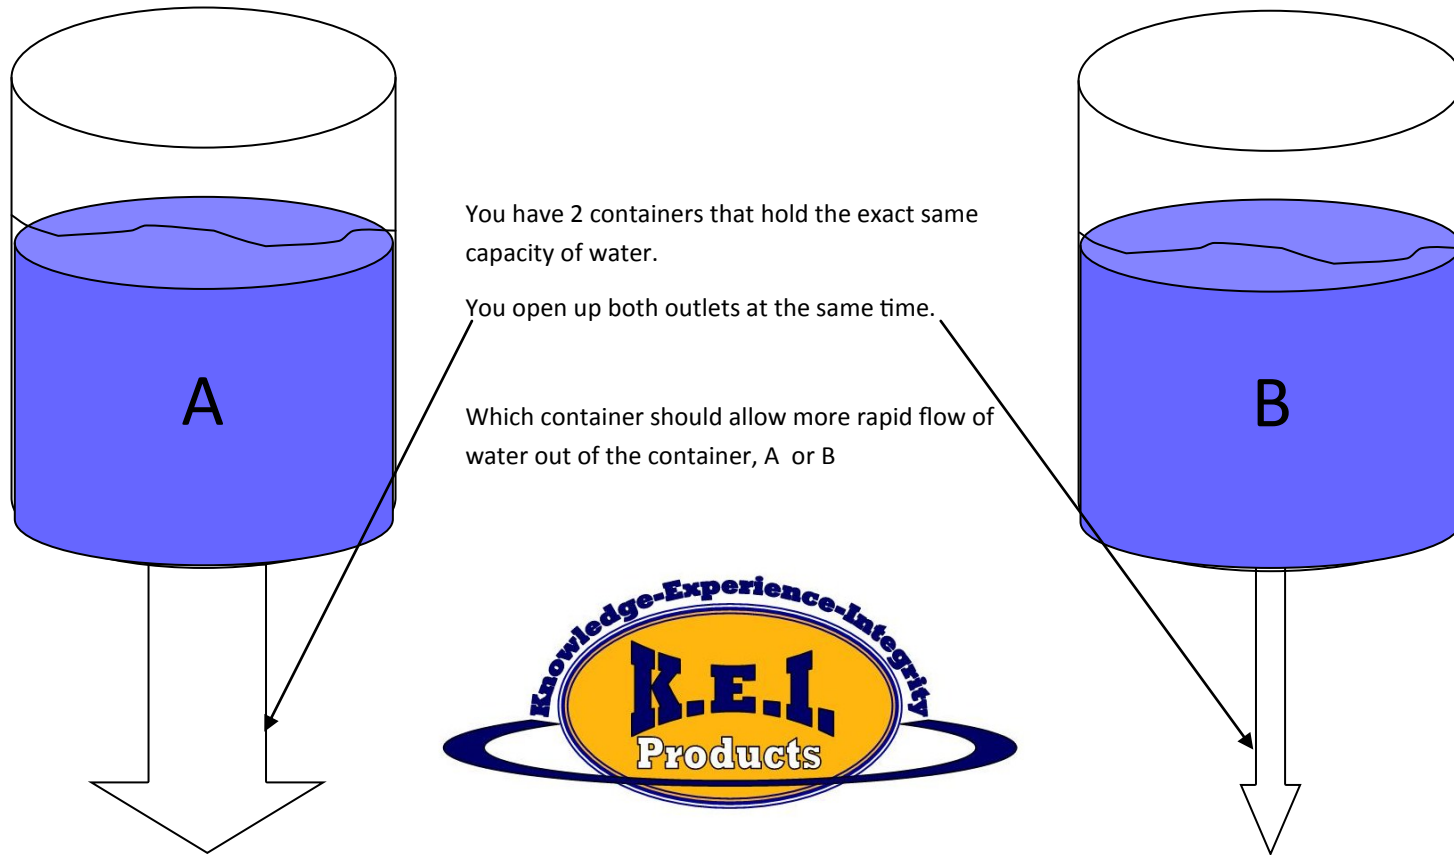 You have 2 containers that hold the exact same
capacity of water.
You open up both outlets at the same time.
A
B
Which container should allow more rapid flow of
water out of the container, A or B
Knowledge-Experience-Integrity
K.E.I.
Products